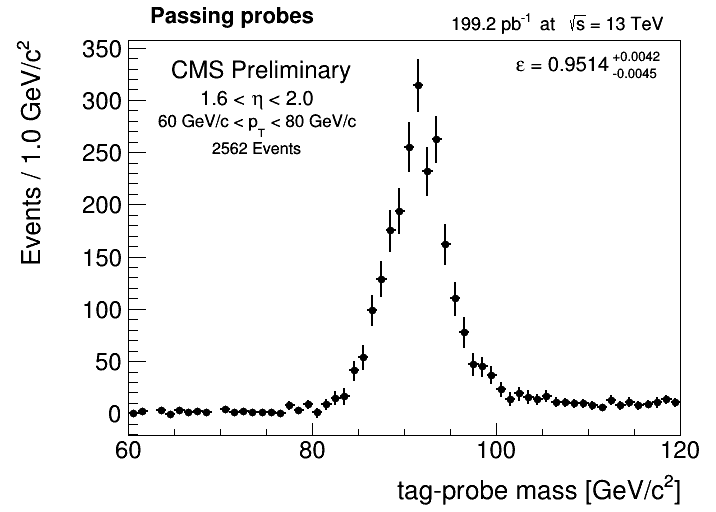 Passing probes
199.2 pb⁻¹ at √s = 13 TeV
CMS Preliminary
1.6 < η < 2.0
60 GeV/c < p_T < 80 GeV/c
2562 Events
ε = 0.9514 +0.0042 -0.0045
Events / 1.0 GeV/c²
350
300
250
200
150
100
50
0
60 80 100 120
tag-probe mass [GeV/c²]